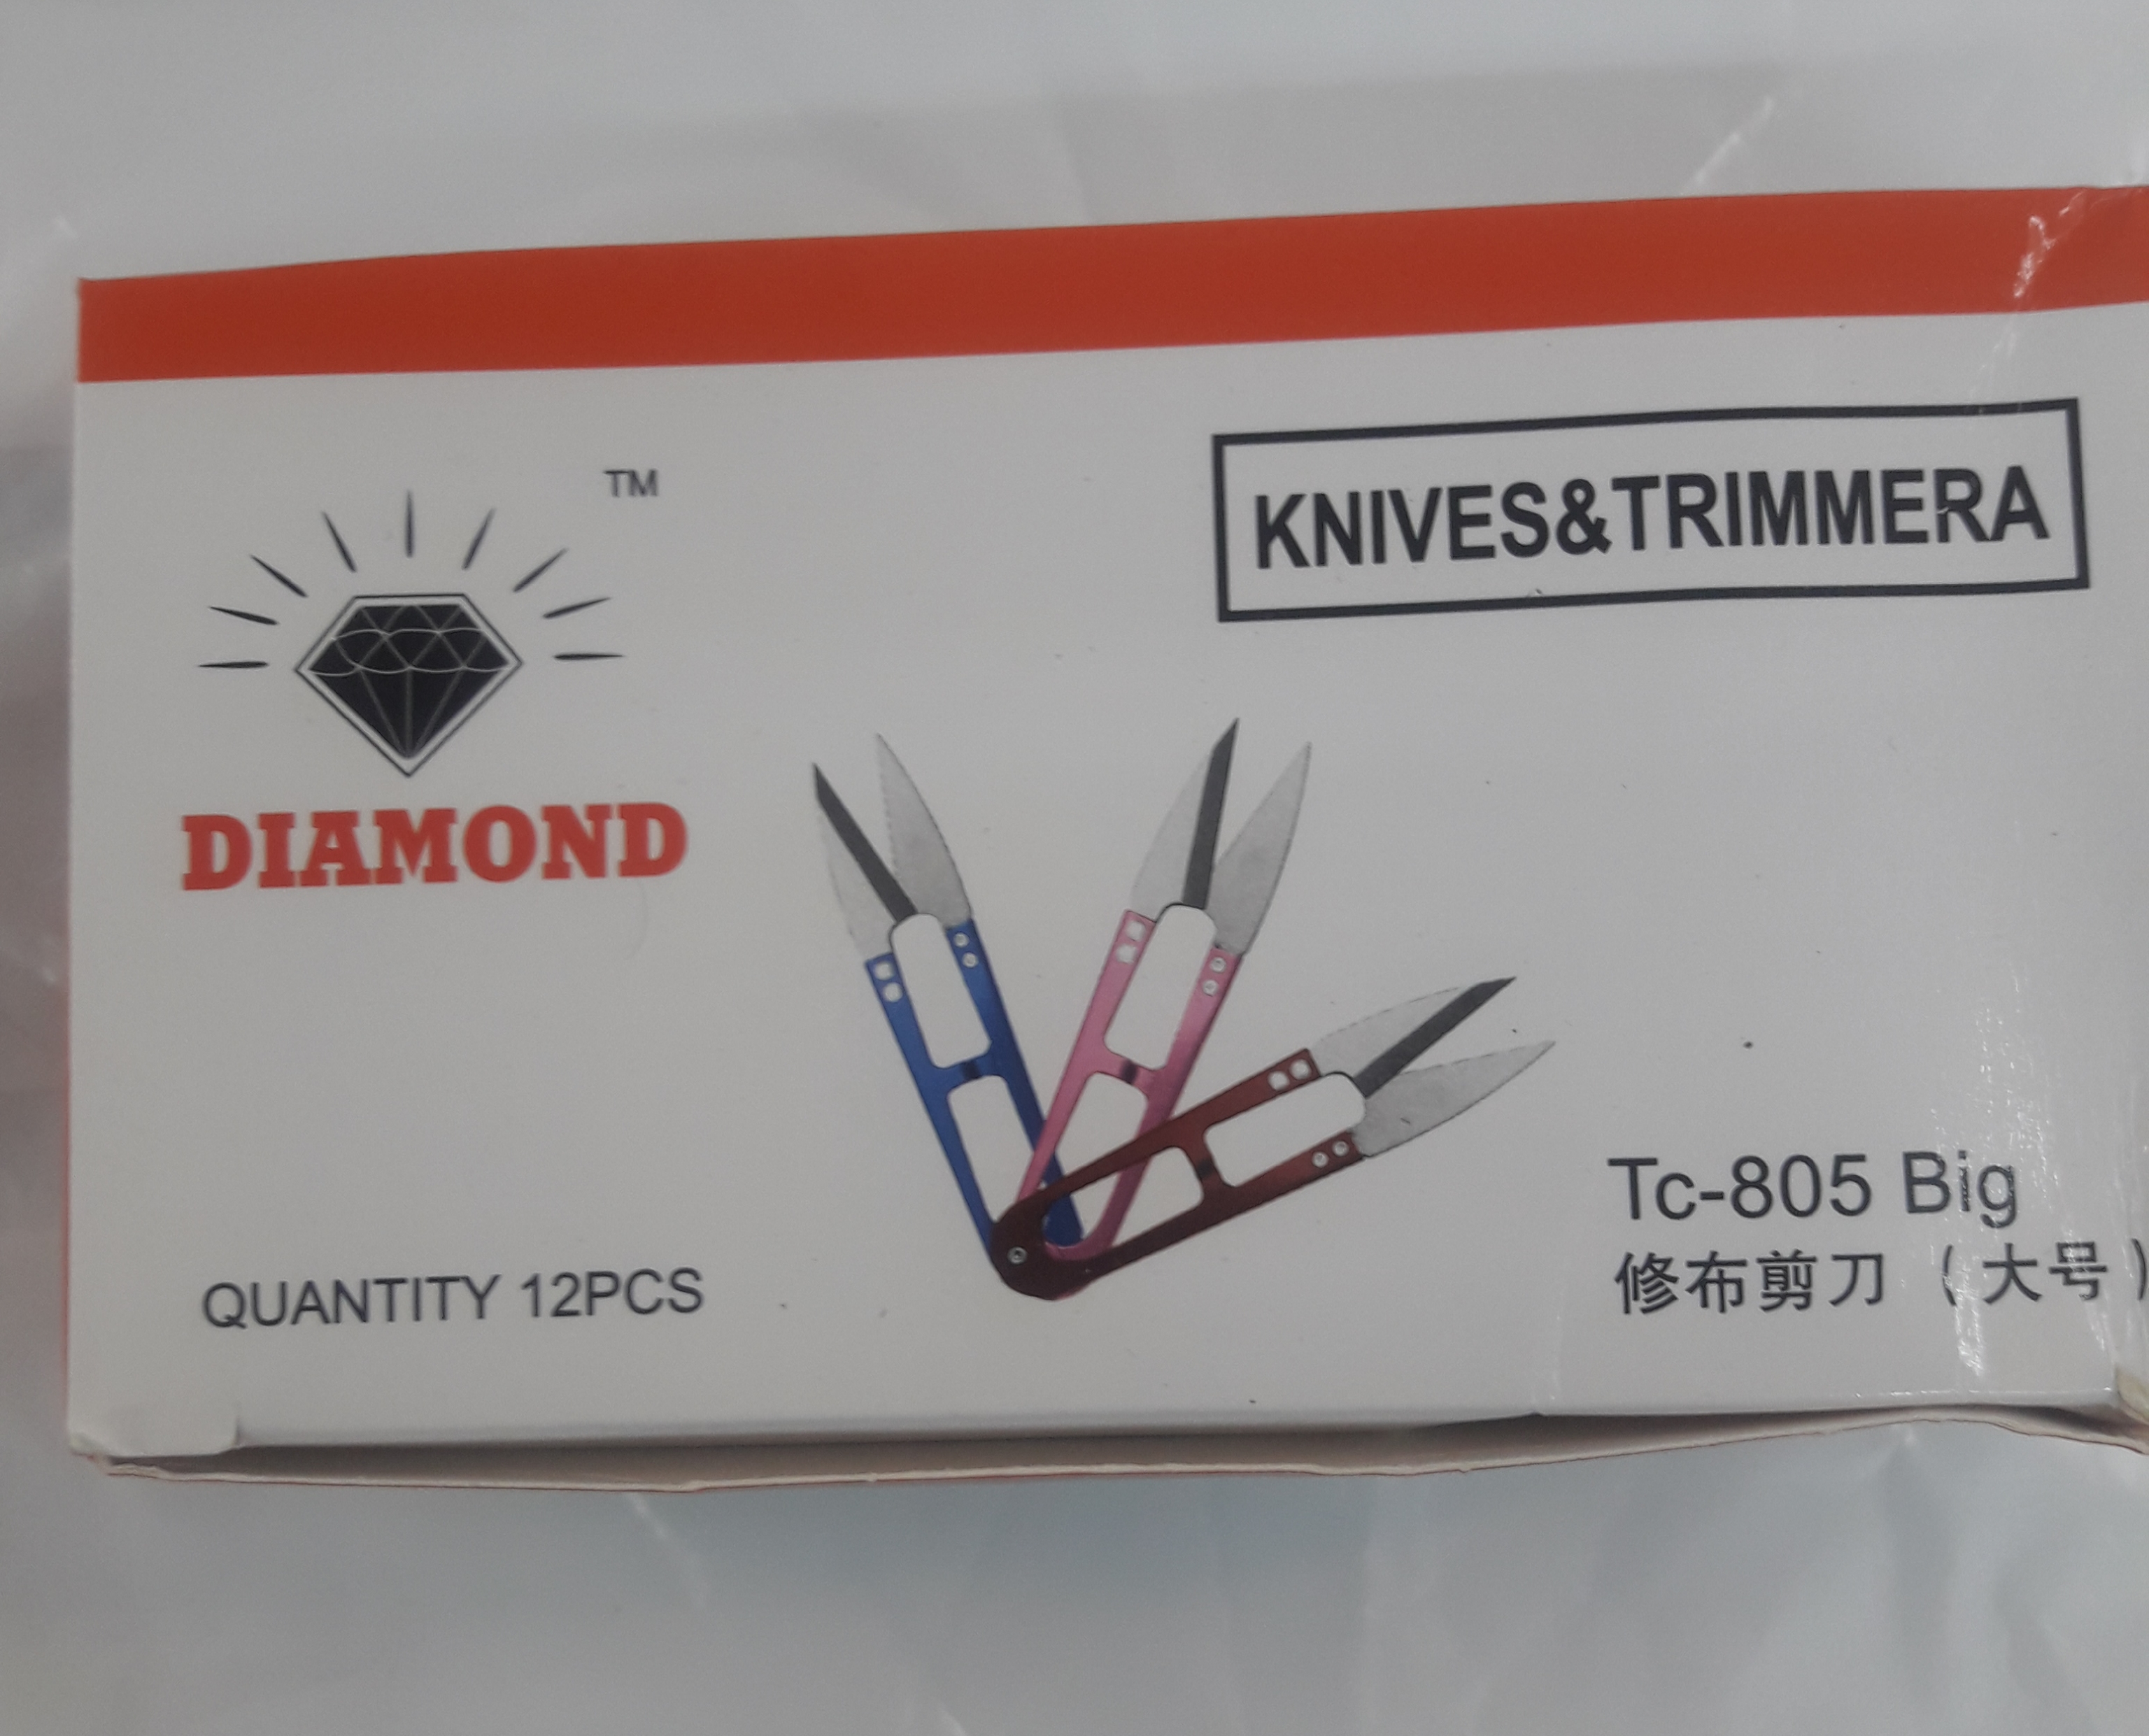 TM
KNIVES&TRIMMERA
DIAMOND
Tc-805 Big
修布剪刀 （大号）
QUANTITY 12PCS